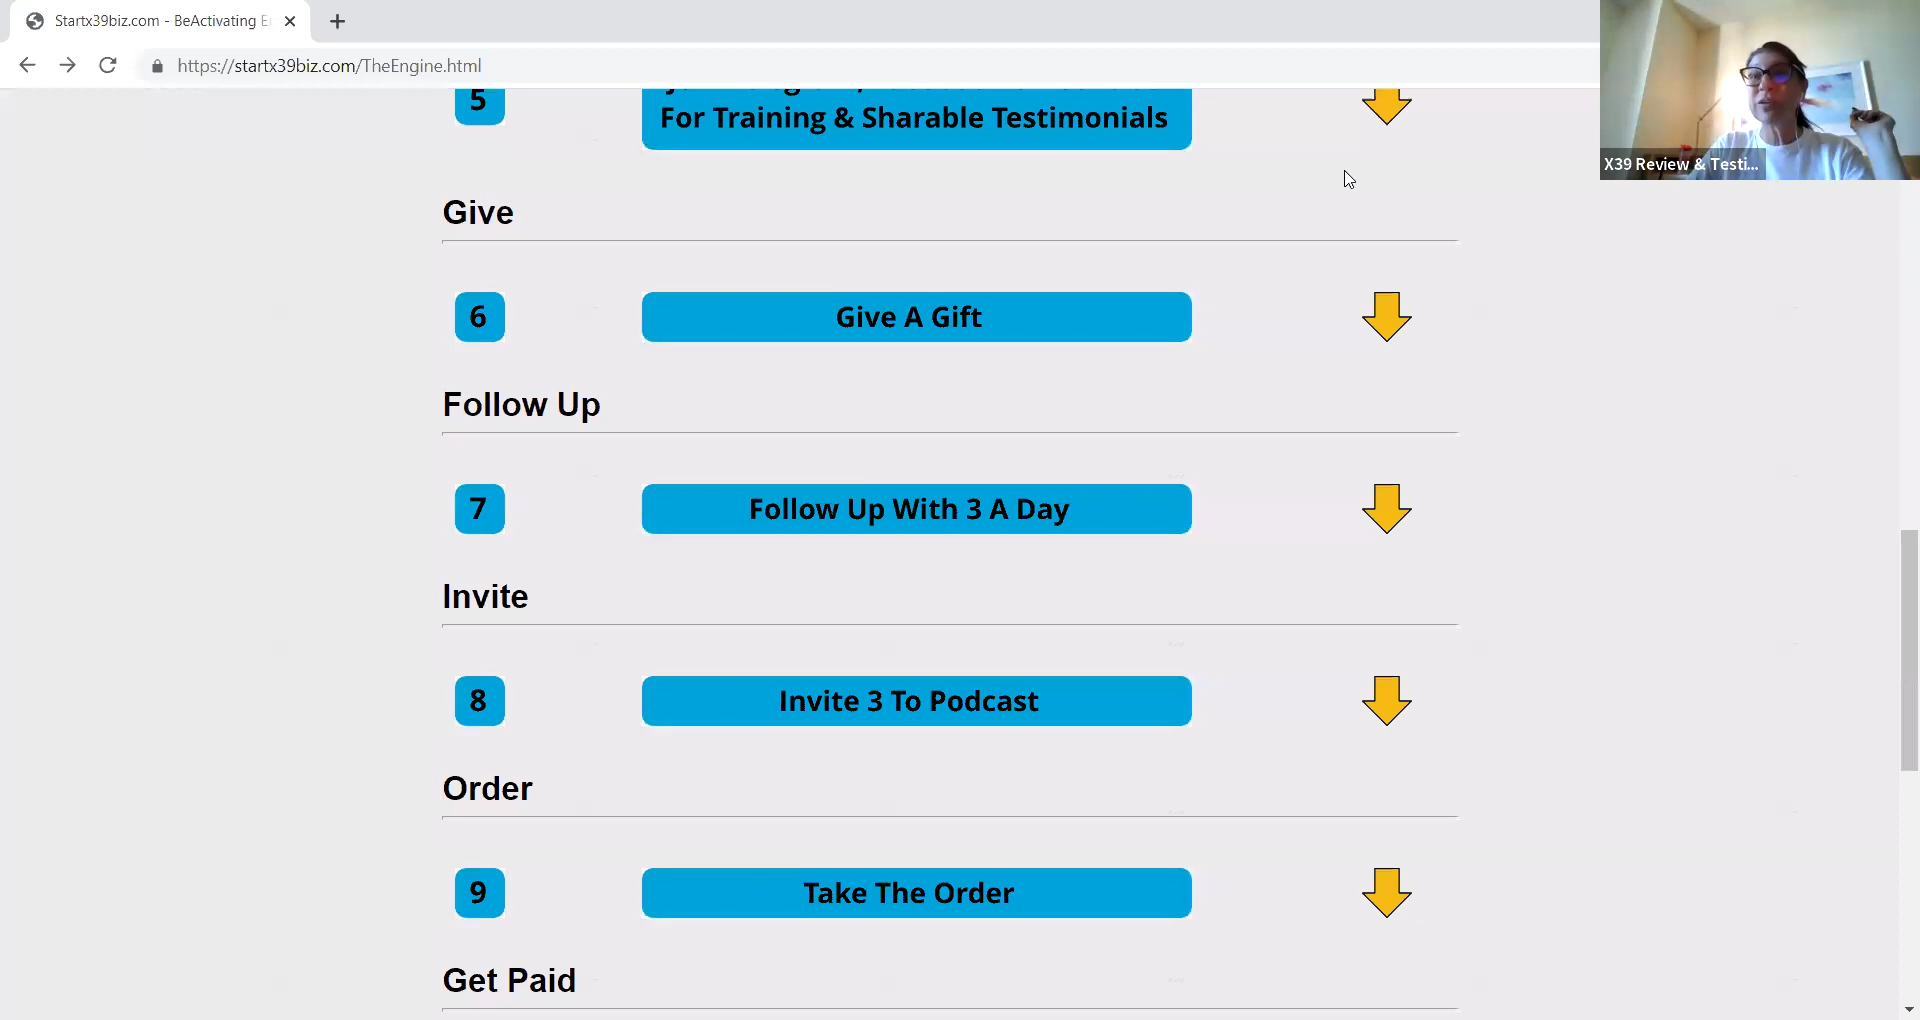 Startx39biz.com - BeActivating E
https://startx39biz.com/TheEngine.html
X39 Review & Testi...
5
For Training & Sharable Testimonials
Give
6
Give A Gift
Follow Up
7
Follow Up With 3 A Day
Invite
8
Invite 3 To Podcast
Order
9
Take The Order
Get Paid